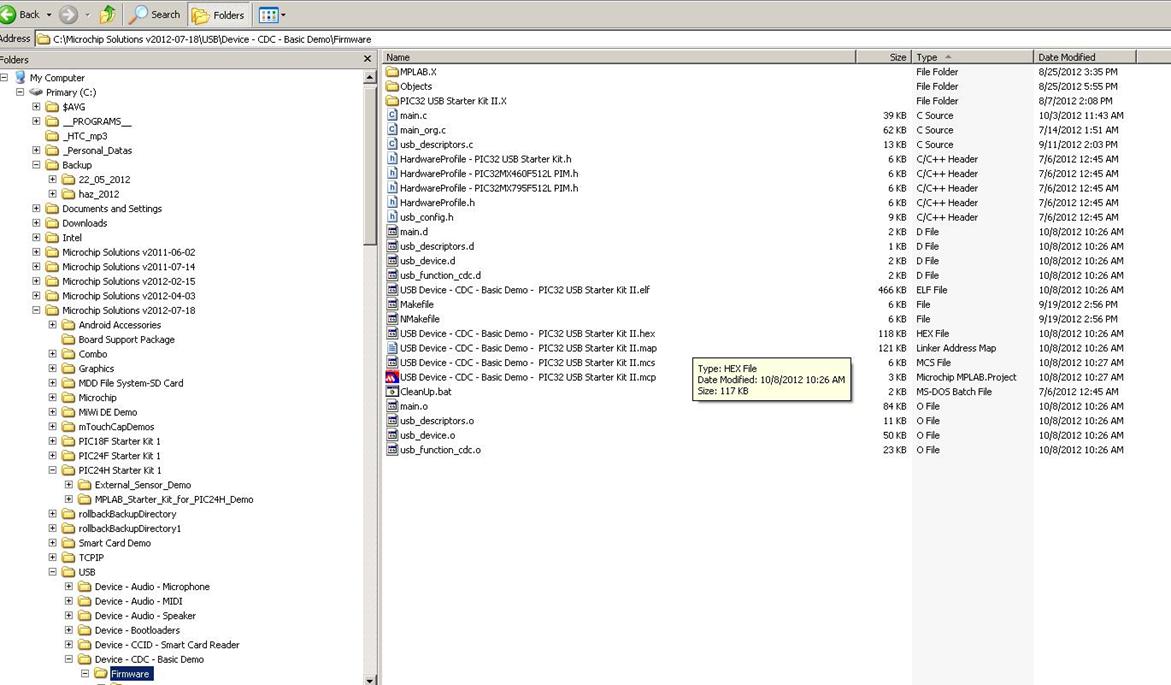 Back Search Folders
Address C:\Microchip Solutions v2012-07-18\USB\Device - CDC - Basic Demo\Firmware
Folders
My Computer
Primary (C:)
$AVG
__PROGRAMS__
_HTC_mp3
_Personal_Datas
Backup
22_05_2012
haz_2012
Documents and Settings
Downloads
Intel
Microchip Solutions v2011-06-02
Microchip Solutions v2011-07-14
Microchip Solutions v2012-02-15
Microchip Solutions v2012-04-03
Microchip Solutions v2012-07-18
Android Accessories
Board Support Package
Combo
Graphics
MDD File System-SD Card
Microchip
MiWi DE Demo
mTouchCapDemos
PIC18F Starter Kit 1
PIC24F Starter Kit 1
PIC24H Starter Kit 1
External_Sensor_Demo
MPLAB_Starter_Kit_for_PIC24H_Demo
rollbackBackupDirectory
rollbackBackupDirectory1
Smart Card Demo
TCPIP
USB
Device - Audio - Microphone
Device - Audio - MIDI
Device - Audio - Speaker
Device - Bootloaders
Device - CCID - Smart Card Reader
Device - CDC - Basic Demo
Firmware
Name Size Type Date Modified
MPLAB.X File Folder 8/25/2012 3:35 PM
Objects File Folder 8/25/2012 5:55 PM
PIC32 USB Starter Kit II.X File Folder 8/7/2012 2:08 PM
main.c 39 KB C Source 10/3/2012 11:43 AM
main_org.c 62 KB C Source 7/14/2012 1:51 AM
usb_descriptors.c 13 KB C Source 9/11/2012 2:03 PM
HardwareProfile - PIC32 USB Starter Kit.h 6 KB C/C++ Header 7/6/2012 12:45 AM
HardwareProfile - PIC32MX460F512L PIM.h 6 KB C/C++ Header 7/6/2012 12:45 AM
HardwareProfile - PIC32MX795F512L PIM.h 6 KB C/C++ Header 7/6/2012 12:45 AM
HardwareProfile.h 6 KB C/C++ Header 7/6/2012 12:45 AM
usb_config.h 9 KB C/C++ Header 7/6/2012 12:45 AM
main.d 2 KB D File 10/8/2012 10:26 AM
usb_descriptors.d 1 KB D File 10/8/2012 10:26 AM
usb_device.d 2 KB D File 10/8/2012 10:26 AM
usb_function_cdc.d 2 KB D File 10/8/2012 10:26 AM
USB Device - CDC - Basic Demo - PIC32 USB Starter Kit II.elf 466 KB ELF File 10/8/2012 10:26 AM
Makefile 6 KB File 9/19/2012 2:56 PM
NMakefile 6 KB File 9/19/2012 2:56 PM
USB Device - CDC - Basic Demo - PIC32 USB Starter Kit II.hex 118 KB HEX File 10/8/2012 10:26 AM
USB Device - CDC - Basic Demo - PIC32 USB Starter Kit II.map 121 KB Linker Address Map 10/8/2012 10:26 AM
USB Device - CDC - Basic Demo - PIC32 USB Starter Kit II.mcs 6 KB MCS File 10/8/2012 10:27 AM
USB Device - CDC - Basic Demo - PIC32 USB Starter Kit II.mcp 3 KB Microchip MPLAB.Project 10/8/2012 10:27 AM
CleanUp.bat 2 KB MS-DOS Batch File 7/6/2012 12:45 AM
main.o 84 KB O File 10/8/2012 10:26 AM
usb_descriptors.o 11 KB O File 10/8/2012 10:26 AM
usb_device.o 50 KB O File 10/8/2012 10:26 AM
usb_function_cdc.o 23 KB O File 10/8/2012 10:26 AM
Type: HEX File
Date Modified: 10/8/2012 10:26 AM
Size: 117 KB